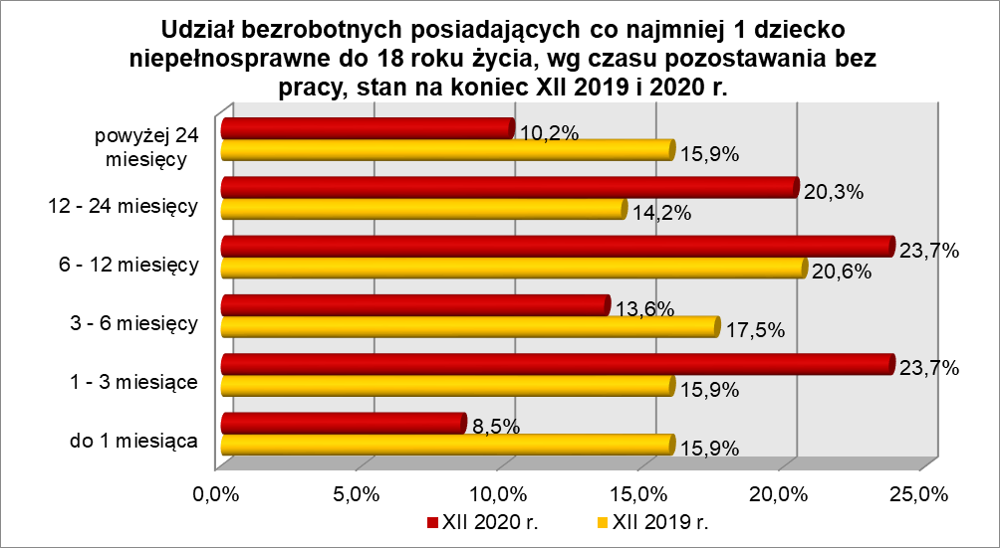 Udział bezrobotnych posiadających co najmniej 1 dziecko
niepełnosprawne do 18 roku życia, wg czasu pozostawania bez
pracy, stan na koniec XII 2019 i 2020 r.
powyżej 24
miesięcy
10,2%
15,9%
12 - 24 miesięcy
20,3%
14,2%
6 - 12 miesięcy
23,7%
20,6%
3 - 6 miesięcy
13,6%
17,5%
1 - 3 miesiące
23,7%
15,9%
do 1 miesiąca
8,5%
15,9%
0,0% 5,0% 10,0% 15,0% 20,0% 25,0%
XII 2020 r. XII 2019 r.